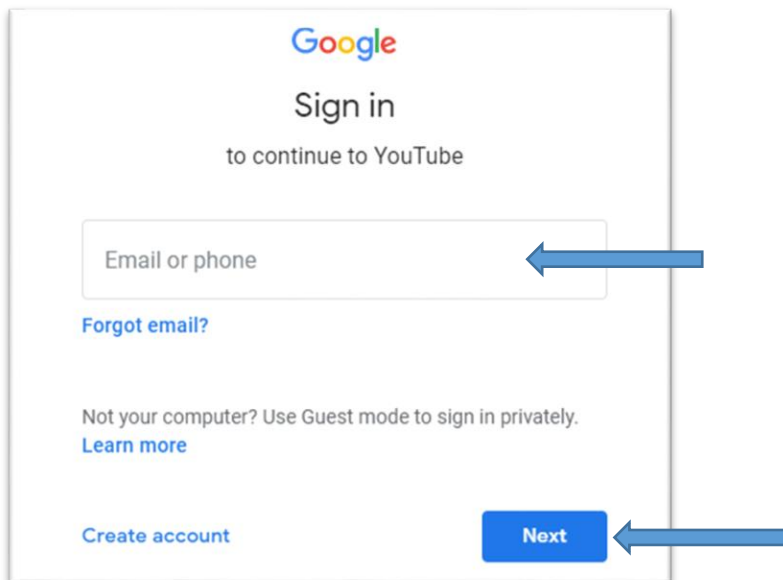 Google
Sign in
to continue to YouTube
Email or phone
Forgot email?
Not your computer? Use Guest mode to sign in privately.
Learn more
Create account
Next